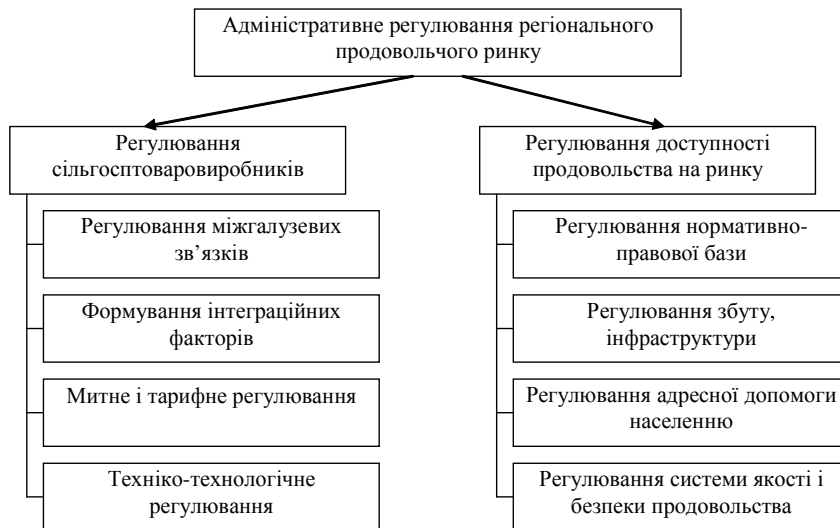 Адміністративне регулювання регіонального
продовольчого ринку
Регулювання
сільгосптоваровиробників
Регулювання міжгалузевих
зв’язків
Формування інтеграційних
факторів
Митне і тарифне регулювання
Техніко-технологічне
регулювання
Регулювання доступності
продовольства на ринку
Регулювання нормативно-
правової бази
Регулювання збуту,
інфраструктури
Регулювання адресної допомоги
населенню
Регулювання системи якості і
безпеки продовольства